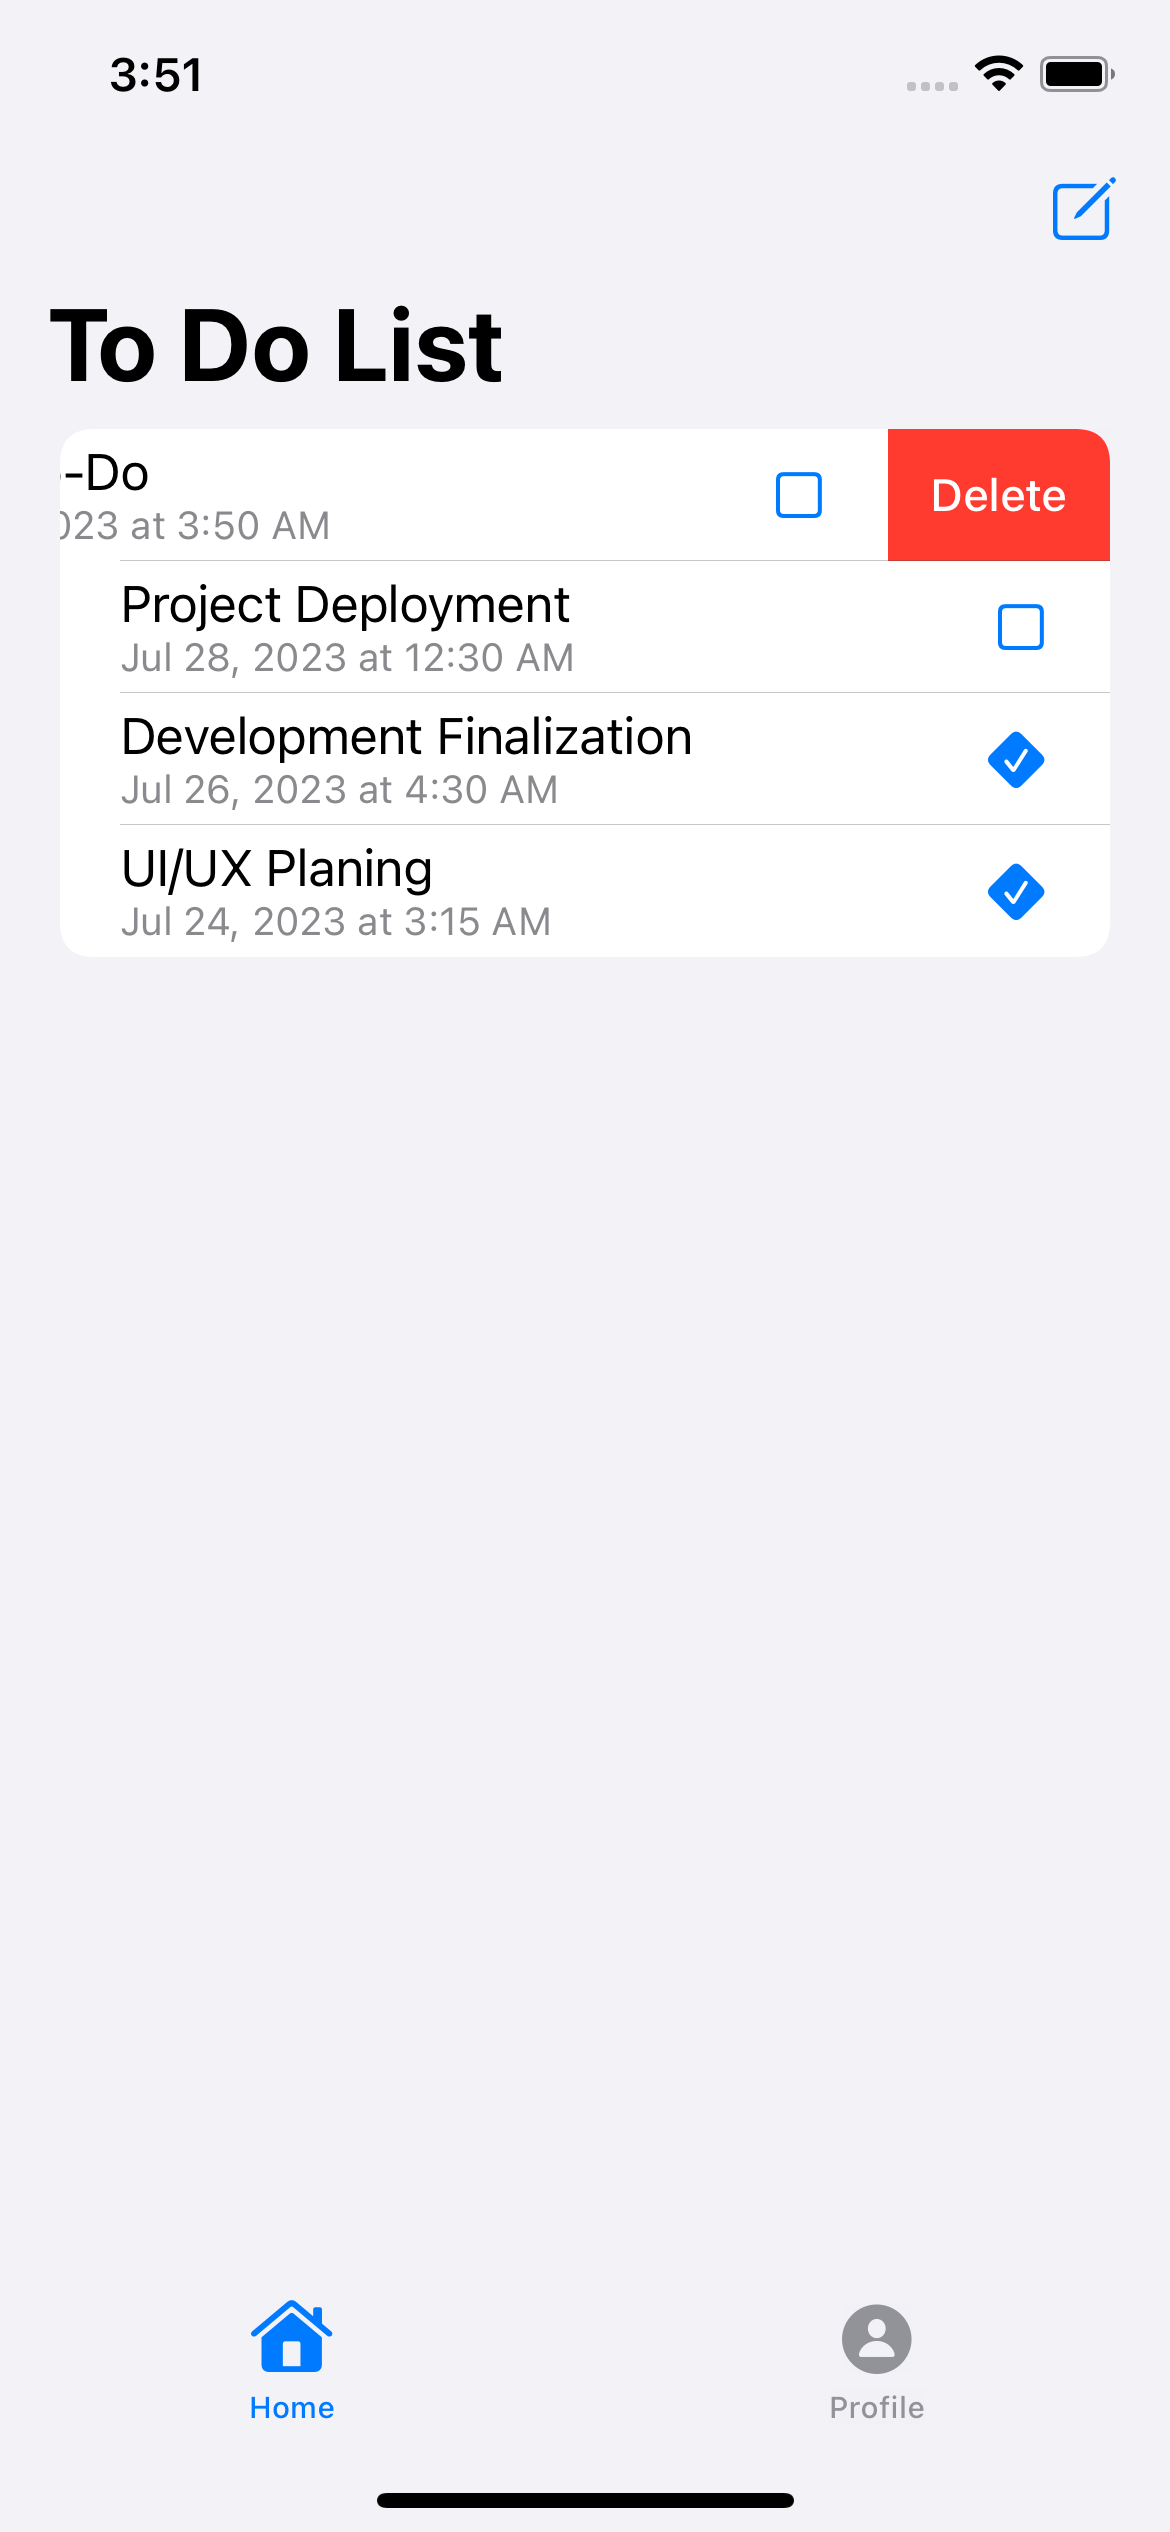 3:51
To Do List
-Do
023 at 3:50 AM
Delete
Project Deployment
Jul 28, 2023 at 12:30 AM
Development Finalization
Jul 26, 2023 at 4:30 AM
UI/UX Planing
Jul 24, 2023 at 3:15 AM
Home
Profile